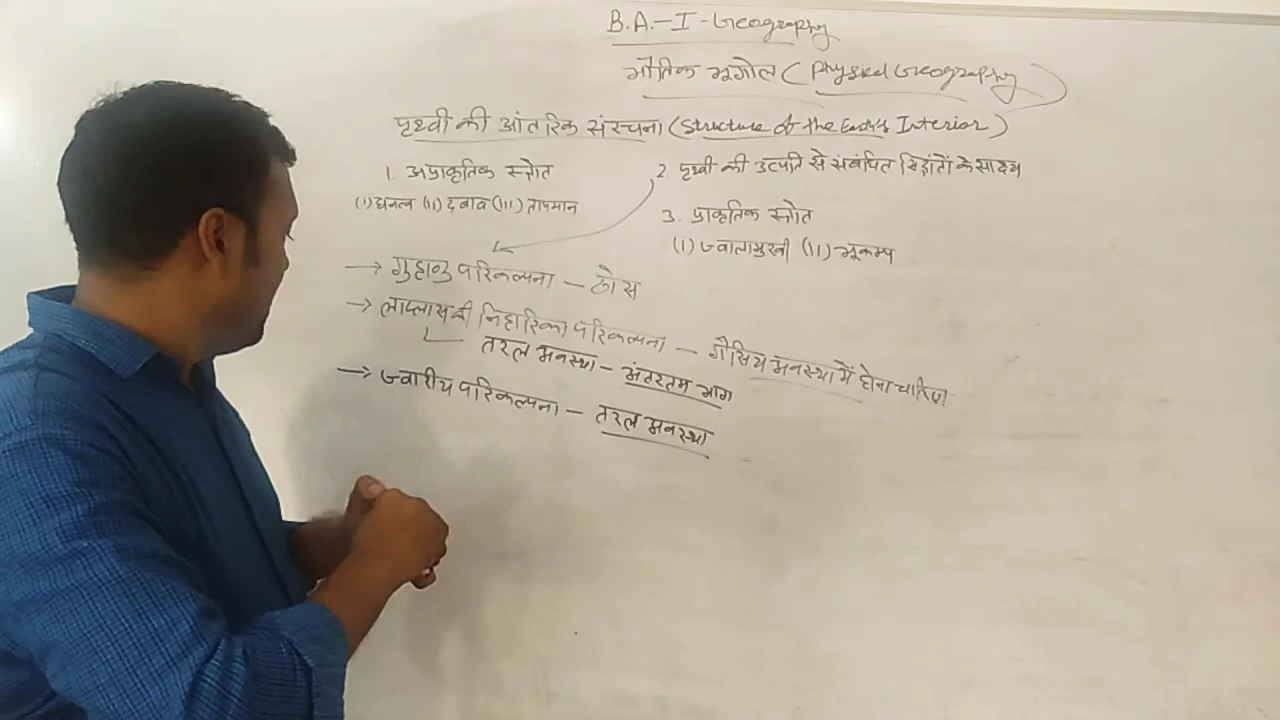 B.A.-I-Geography
भौतिक भूगोल (Physical Geography)
पृथ्वी की आंतरिक संरचना (Structure of the Earth's Interior)
1. अप्राकृतिक स्त्रोत
(I) घनत्व (II) दबाव (III) तापमान
2. पृथ्वी की उत्पति से संबंधित सिद्धांतों के साक्ष्य
3. प्राकृतिक स्त्रोत
(I) ज्वालामुखी (II) भूकम्प
→ ग्रहाणु परिकल्पना – ठोस
→ लाप्लास की निहारिका परिकल्पना – गैसिय अवस्था में होना चाहिए
तरल अवस्था – अंतरतम भाग
→ ज्वारीय परिकल्पना – तरल अवस्था